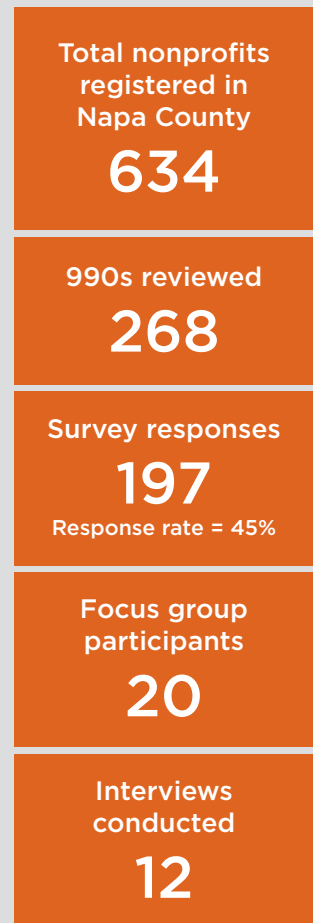 Total nonprofits
registered in
Napa County
634
990s reviewed
268
Survey responses
197
Response rate = 45%
Focus group
participants
20
Interviews
conducted
12